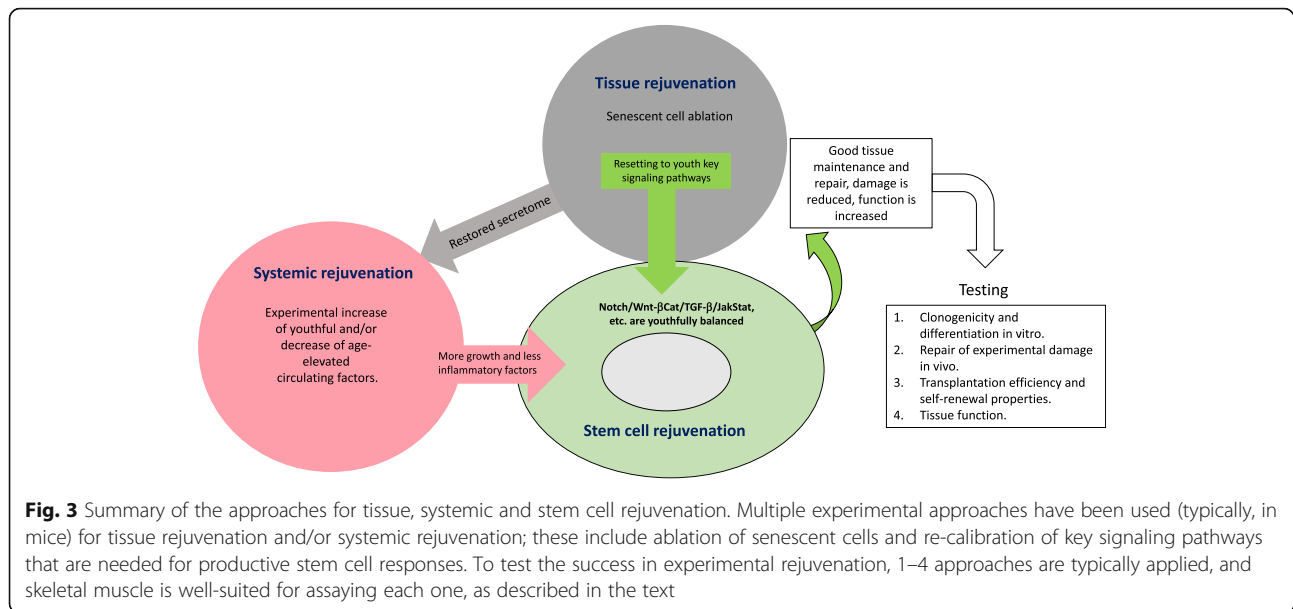 Tissue rejuvenation
Senescent cell ablation
Resetting to youth key
signaling pathways
Restored secretome
Systemic rejuvenation
Experimental increase
of youthful and/or
decrease of age-
elevated
circulating factors.
More growth and less
inflammatory factors
Notch/Wnt-βCat/TGF-β/JakStat,
etc. are youthfully balanced
Stem cell rejuvenation
Good tissue
maintenance and
repair, damage is
reduced, function is
increased
Testing
1. Clonogenicity and
differentiation in vitro.
2. Repair of experimental damage
in vivo.
3. Transplantation efficiency and
self-renewal properties.
4. Tissue function.
Fig. 3 Summary of the approaches for tissue, systemic and stem cell rejuvenation. Multiple experimental approaches have been used (typically, in
mice) for tissue rejuvenation and/or systemic rejuvenation; these include ablation of senescent cells and re-calibration of key signaling pathways
that are needed for productive stem cell responses. To test the success in experimental rejuvenation, 1–4 approaches are typically applied, and
skeletal muscle is well-suited for assaying each one, as described in the text